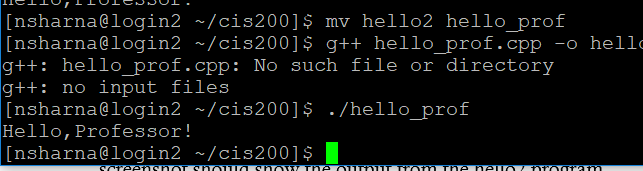 Hello,Professor!
[nsharna@login2 ~/cis200]$ mv hello2 hello_prof
[nsharna@login2 ~/cis200]$ g++ hello_prof.cpp -o hello
g++: hello_prof.cpp: No such file or directory
g++: no input files
[nsharna@login2 ~/cis200]$ ./hello_prof
Hello,Professor!
[nsharna@login2 ~/cis200]$
screenshot should show the output from the hello2 program